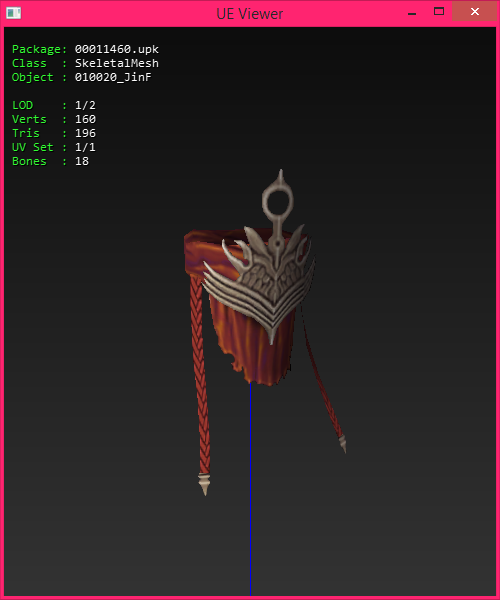 UE Viewer
Package: 00011460.upk
Class : SkeletalMesh
Object : 010020_JinF
LOD : 1/2
Verts : 160
Tris : 196
UV Set : 1/1
Bones : 18